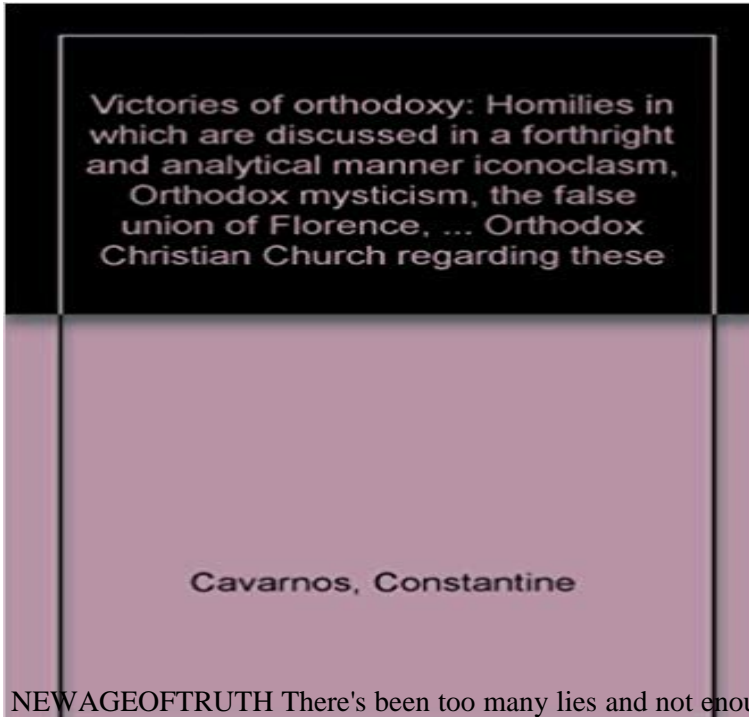 Victories of orthodoxy: Homilies in
which are discussed in a forthright
and analytical manner iconoclasm,
Orthodox mysticism, the false
union of Florence, ... Orthodox
Christian Church regarding these
Cavarnos, Constantine
NEWAGEOFTRUTH There's been too many lies and not